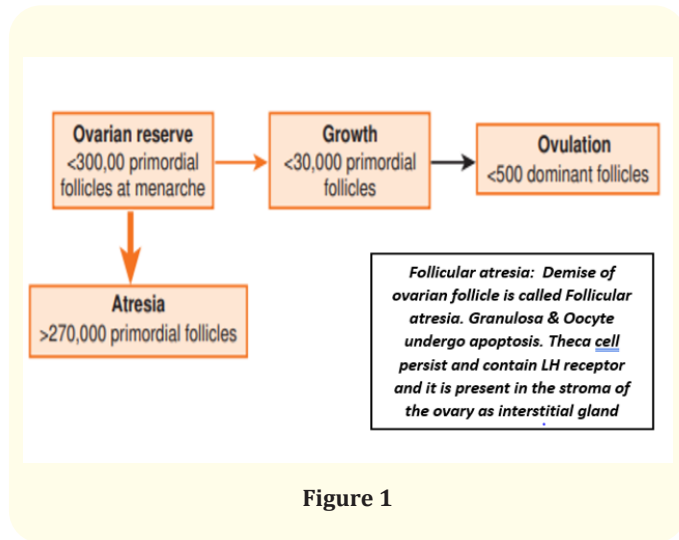 Ovarian reserve
<300,00 primordial
follicles at menarche
Growth
<30,000 primordial
follicles
Ovulation
<500 dominant follicles
Atresia
>270,000 primordial follicles
Follicular atresia: Demise of
ovarian follicle is called Follicular
atresia. Granulosa & Oocyte
undergo apoptosis. Theca cell
persist and contain LH receptor
and it is present in the stroma of
the ovary as interstitial gland
Figure 1